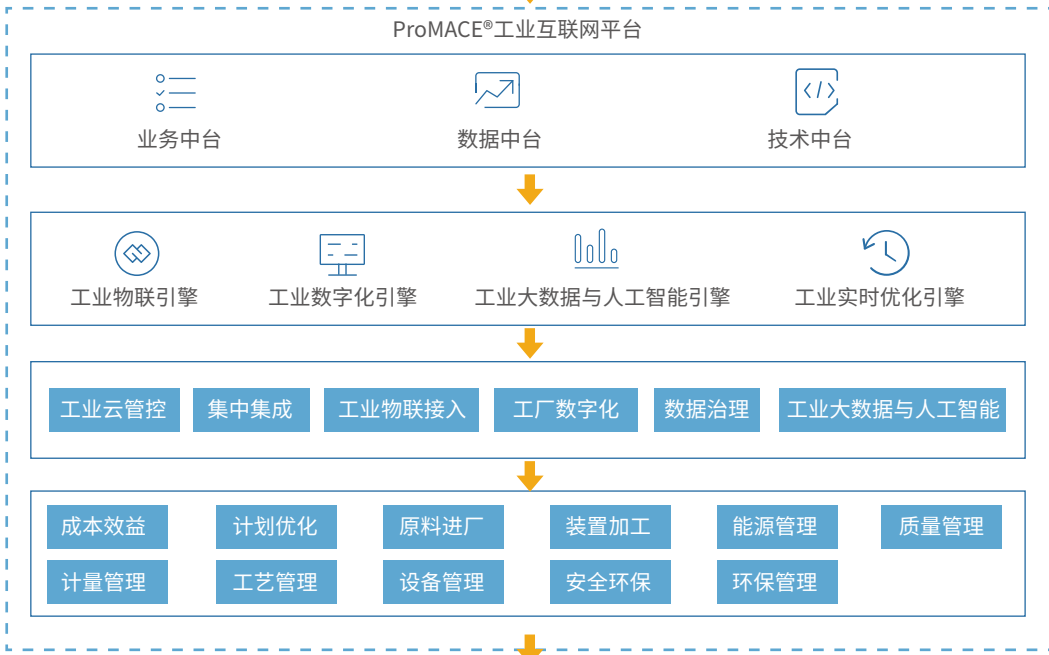 ProMACE®工业互联网平台
业务中台 数据中台 技术中台
工业物联引擎 工业数字化引擎 工业大数据与人工智能引擎 工业实时优化引擎
工业云管控 集中集成 工业物联接入 工厂数字化 数据治理 工业大数据与人工智能
成本效益 计划优化 原料进厂 装置加工 能源管理 质量管理
计量管理 工艺管理 设备管理 安全环保 环保管理